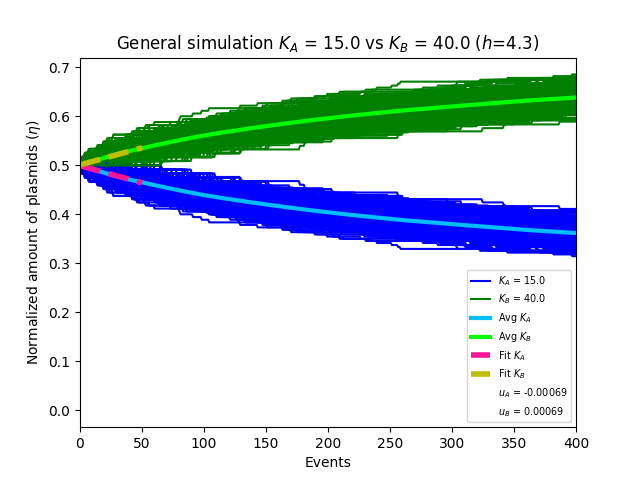 General simulation K_A = 15.0 vs K_B = 40.0 (h=4.3)
0.7
0.6
0.5
0.4
0.3
0.2
0.1
0.0
Normalized amount of plasmids (η)
K_A = 15.0
K_B = 40.0
Avg K_A
Avg K_B
Fit K_A
Fit K_B
u_A = -0.00069
u_B = 0.00069
0 50 100 150 200 250 300 350 400
Events